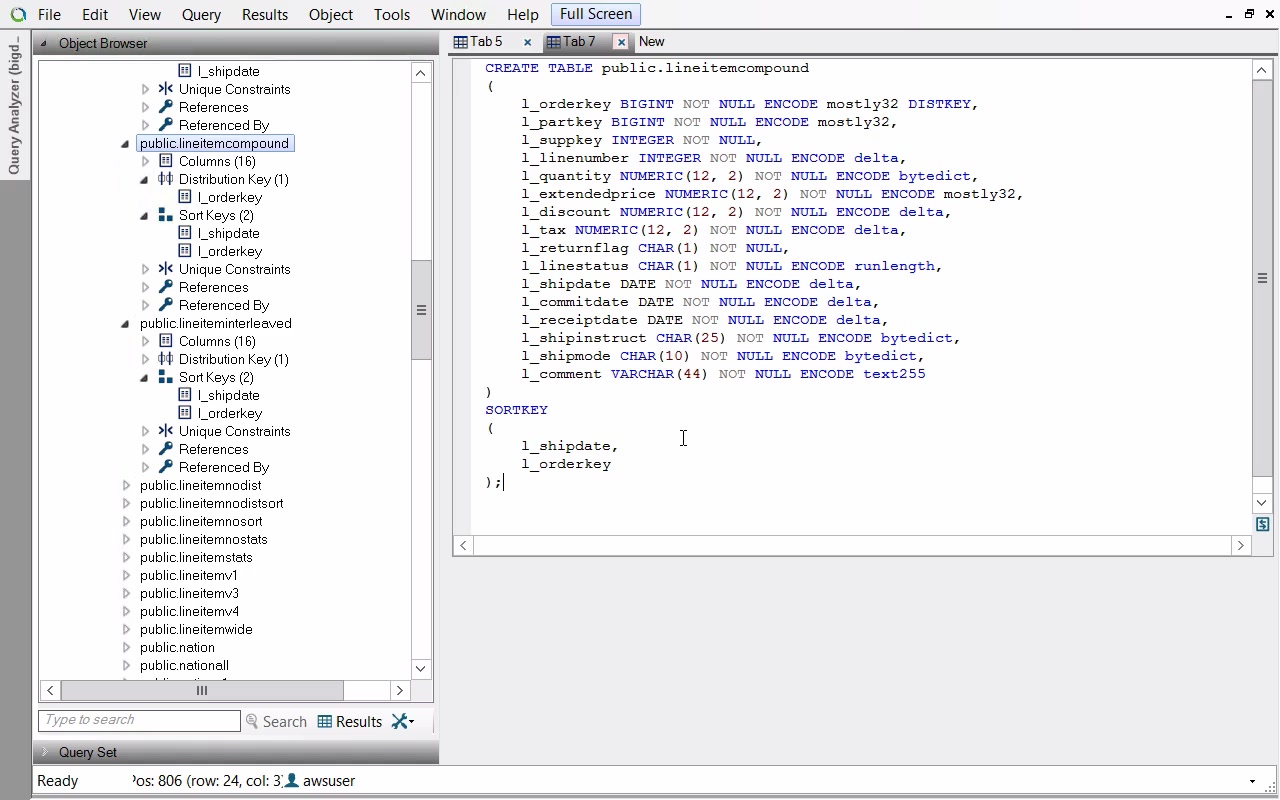 File Edit View Query Results Object Tools Window Help Full Screen
Query Analyzer (bigd...
Object Browser
l_shipdate
Unique Constraints
References
Referenced By
public.lineitemcompound
Columns (16)
Distribution Key (1)
l_orderkey
Sort Keys (2)
l_shipdate
l_orderkey
Unique Constraints
References
Referenced By
public.lineiteminterleaved
Columns (16)
Distribution Key (1)
Sort Keys (2)
l_shipdate
l_orderkey
Unique Constraints
References
Referenced By
public.lineitemnodist
public.lineitemnodistsort
public.lineitemnosort
public.lineitemnostats
public.lineitemstats
public.lineitemv1
public.lineitemv3
public.lineitemv4
public.lineitemwide
public.nation
public.nationall
Type to search Search Results
Query Set
Tab 5 Tab 7 New
CREATE TABLE public.lineitemcompound
(
l_orderkey BIGINT NOT NULL ENCODE mostly32 DISTKEY,
l_partkey BIGINT NOT NULL ENCODE mostly32,
l_suppkey INTEGER NOT NULL,
l_linenumber INTEGER NOT NULL ENCODE delta,
l_quantity NUMERIC(12, 2) NOT NULL ENCODE bytedict,
l_extendedprice NUMERIC(12, 2) NOT NULL ENCODE mostly32,
l_discount NUMERIC(12, 2) NOT NULL ENCODE delta,
l_tax NUMERIC(12, 2) NOT NULL ENCODE delta,
l_returnflag CHAR(1) NOT NULL,
l_linestatus CHAR(1) NOT NULL ENCODE runlength,
l_shipdate DATE NOT NULL ENCODE delta,
l_commitdate DATE NOT NULL ENCODE delta,
l_receiptdate DATE NOT NULL ENCODE delta,
l_shipinstruct CHAR(25) NOT NULL ENCODE bytedict,
l_shipmode CHAR(10) NOT NULL ENCODE bytedict,
l_comment VARCHAR(44) NOT NULL ENCODE text255
)
SORTKEY
(
l_shipdate,
l_orderkey
);
Ready Pos: 806 (row: 24, col: 3) awsuser